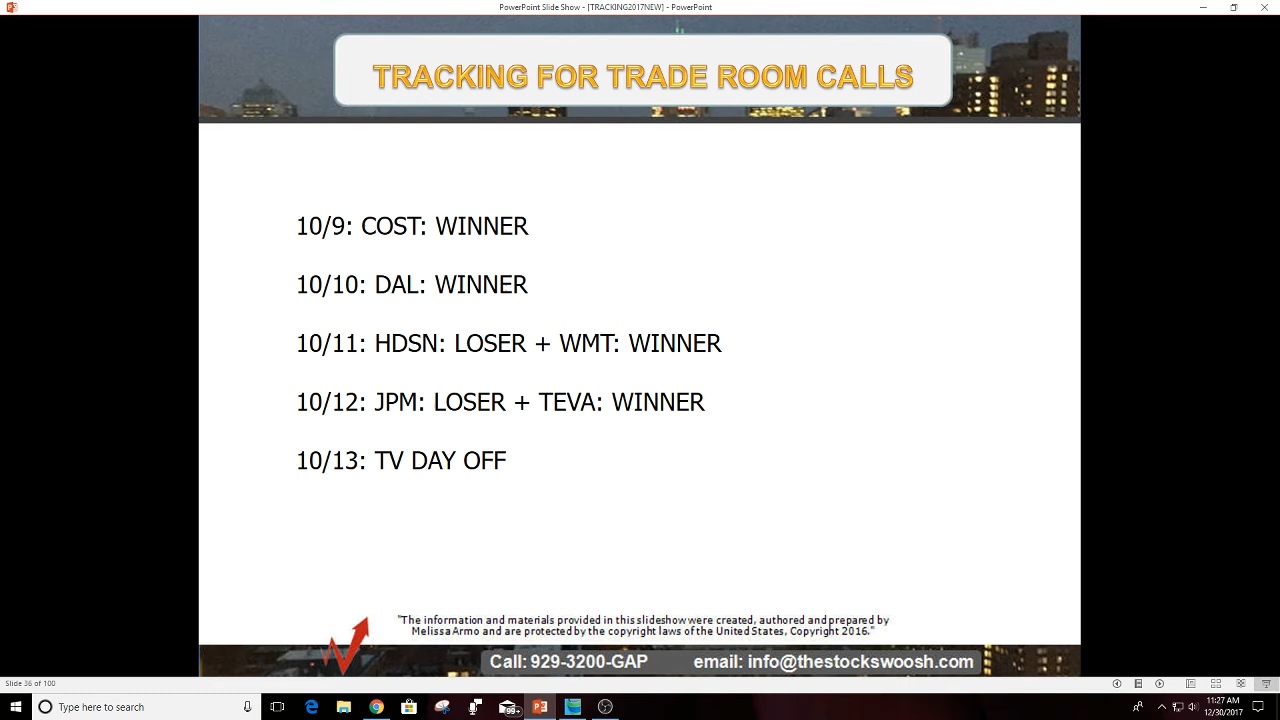 PowerPoint Slide Show - [TRACKING2017NEW] - PowerPoint
TRACKING FOR TRADE ROOM CALLS
10/9: COST: WINNER
10/10: DAL: WINNER
10/11: HDSN: LOSER + WMT: WINNER
10/12: JPM: LOSER + TEVA: WINNER
10/13: TV DAY OFF
"The information and materials provided in this slideshow were created, authored and prepared by
Melissa Armo and are protected by the copyright laws of the United States, Copyright 2016."
Call: 929-3200-GAP email: info@thestockswoosh.com
Slide 36 of 100
Type here to search
99+
11:27 AM
12/30/2017